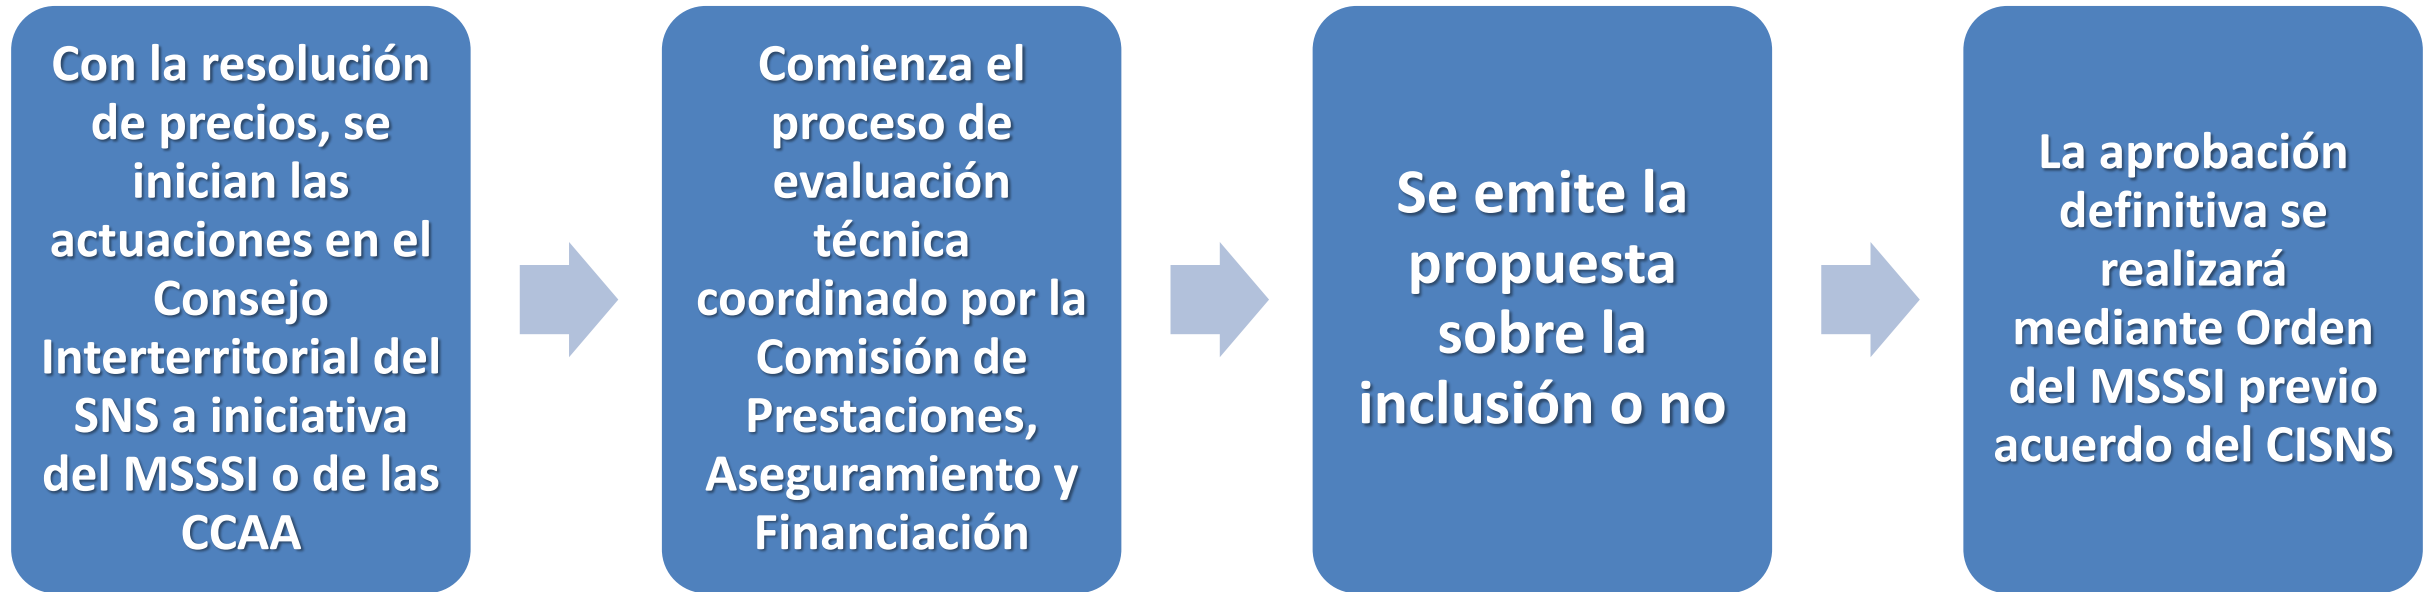 Con la resolución
de precios, se
inician las
actuaciones en el
Consejo
Interterritorial del
SNS a iniciativa
del MSSSI o de las
CCAA
Comienza el
proceso de
evaluación
técnica
coordinado por la
Comisión de
Prestaciones,
Aseguramiento y
Financiación
Se emite la
propuesta
sobre la
inclusión o no
La aprobación
definitiva se
realizará
mediante Orden
del MSSSI previo
acuerdo del CISNS